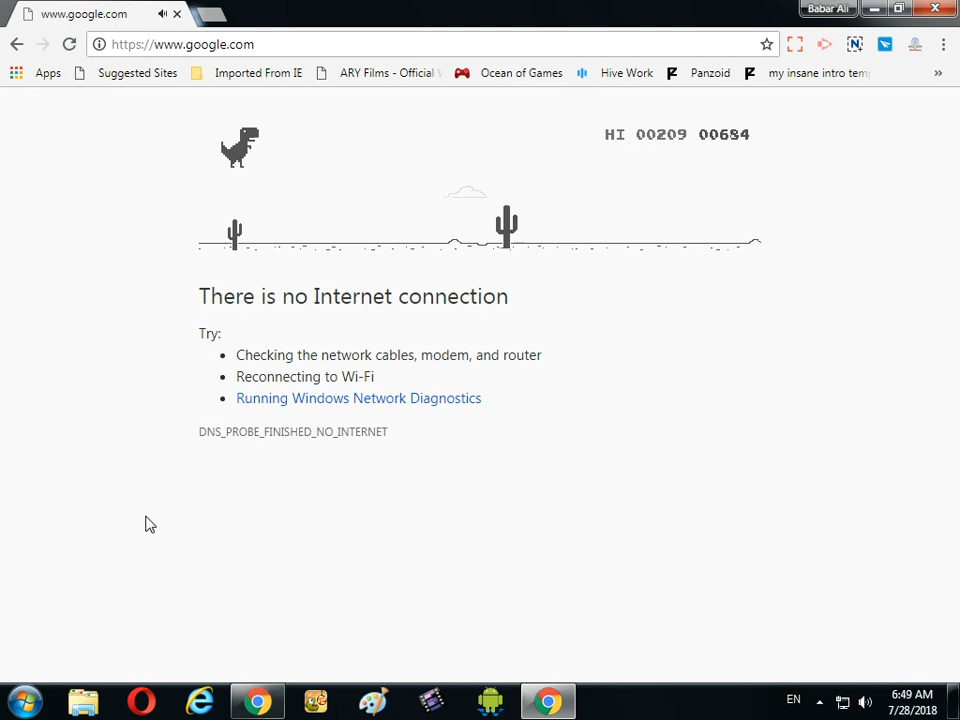 www.google.com
Babar Ali
https://www.google.com
Apps
Suggested Sites
Imported From IE
ARY Films - Official
Ocean of Games
Hive Work
Panzoid
my insane intro tem
»
HI 00209 00684
There is no Internet connection
Try:
Checking the network cables, modem, and router
Reconnecting to Wi-Fi
Running Windows Network Diagnostics
DNS_PROBE_FINISHED_NO_INTERNET
EN
6:49 AM
7/28/2018